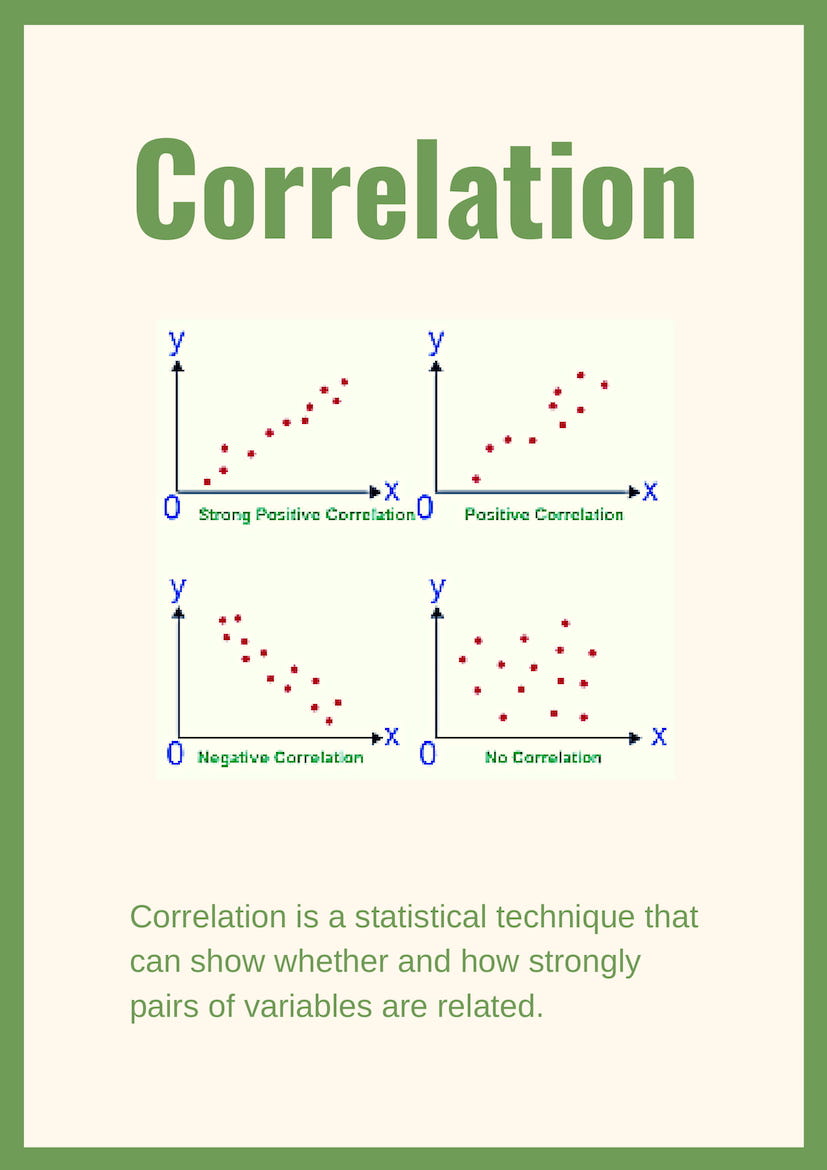 Correlation
y
y
0
x
0
x
Strong Positive Correlation
Positive Correlation
y
y
0
x
0
x
Negative Correlation
No Correlation
Correlation is a statistical technique that
can show whether and how strongly
pairs of variables are related.